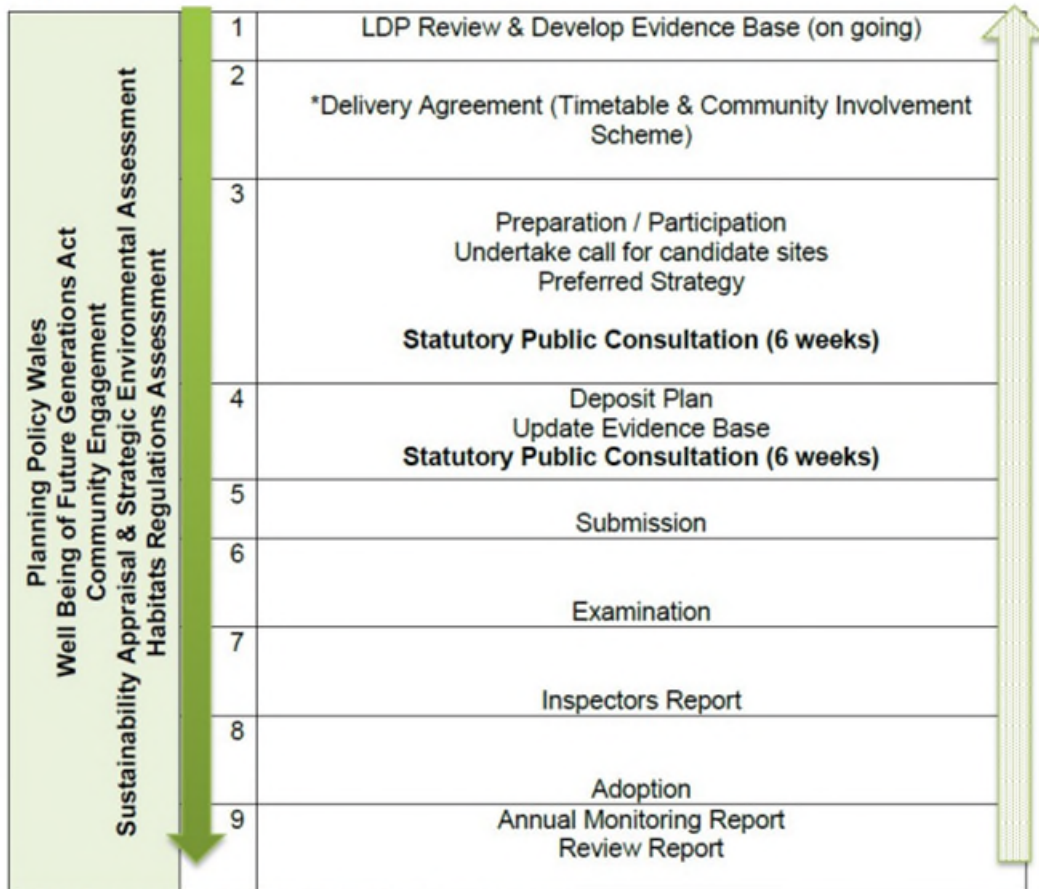 Planning Policy Wales
Well Being of Future Generations Act
Community Engagement
Sustainability Appraisal & Strategic Environmental Assessment
Habitats Regulations Assessment
1
LDP Review & Develop Evidence Base (on going)
2
*Delivery Agreement (Timetable & Community Involvement
Scheme)
3
Preparation / Participation
Undertake call for candidate sites
Preferred Strategy
Statutory Public Consultation (6 weeks)
4
Deposit Plan
Update Evidence Base
Statutory Public Consultation (6 weeks)
5
Submission
6
Examination
7
Inspectors Report
8
Adoption
9
Annual Monitoring Report
Review Report